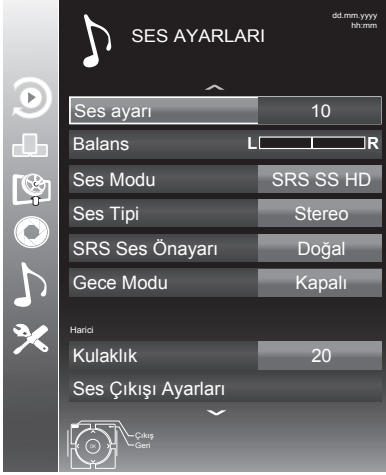 SES AYARLARI
dd.mm.yyyy
hh:mm
Ses ayarı 10
Balans L R
Ses Modu SRS SS HD
Ses Tipi Stereo
SRS Ses Önayarı Doğal
Gece Modu Kapalı
Harici
Kulaklık 20
Ses Çıkışı Ayarları
Çıkış
Geri
OK